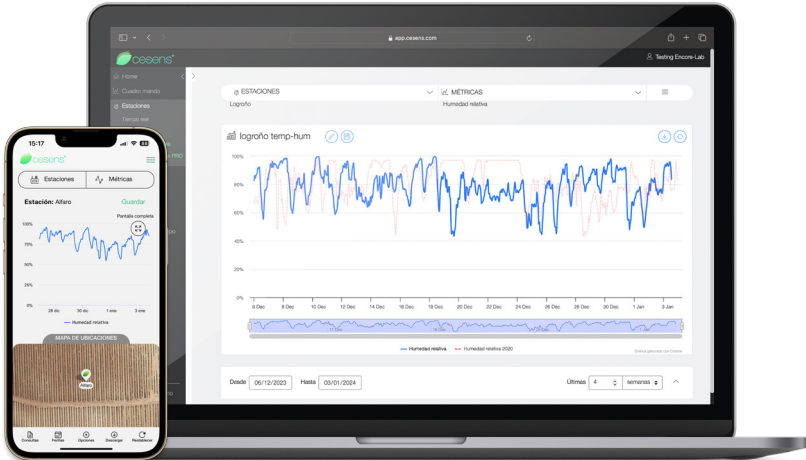 app.cesens.com
cesens
Testing Encore-Lab
Home
Cuadro mando
Estaciones
Tiempo real
PRO
ESTACIONES
Logroño
MÉTRICAS
Humedad relativa
logroño temp-hum
100%
80%
60%
40%
20%
0%
6 Dec 8 Dec 10 Dec 12 Dec 14 Dec 16 Dec 18 Dec 20 Dec 22 Dec 24 Dec 26 Dec 28 Dec 30 Dec 1 Jan 3 Jan
Humedad relativa Humedad relativa 2020
Desde 06/12/2023 Hasta 03/01/2024
Últimas 4 semanas
15:17
cesens
Estaciones Métricas
Estación: Alfaro Guardar
Pantalla completa
100%
0%
28 dic 30 dic 1 ene 3 ene
Humedad relativa
MAPA DE UBICACIONES
Alfaro
Consultas Fechas Opciones Descargar Restablecer